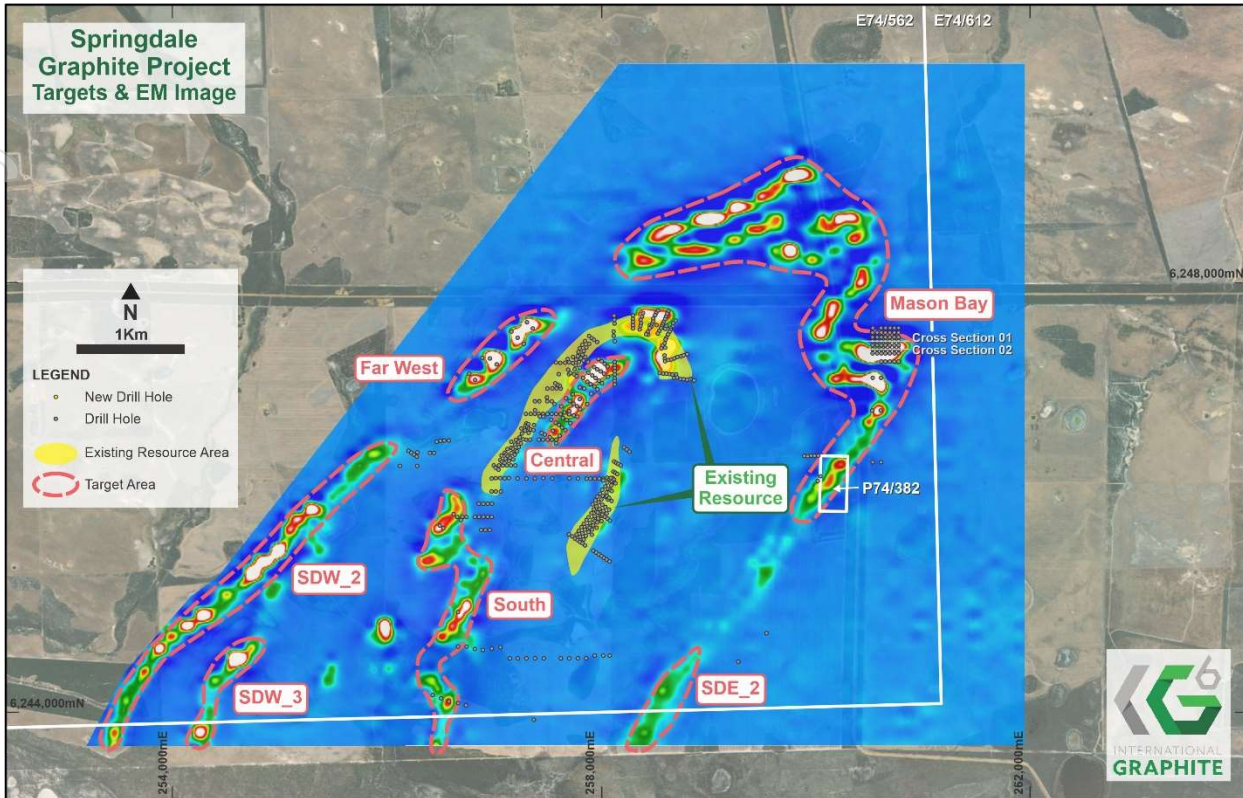 Springdale
Graphite Project
Targets & EM Image
E74/562
E74/612
N
1Km
LEGEND
New Drill Hole
Drill Hole
Existing Resource Area
Target Area
6,248,000mN
Mason Bay
Cross Section 01
Cross Section 02
Far West
Central
Existing
Resource
P74/382
SDW_2
South
SDW_3
SDE_2
6,244,000mN
254,000mE
258,000mE
262,000mE
G6
INTERNATIONAL
GRAPHITE